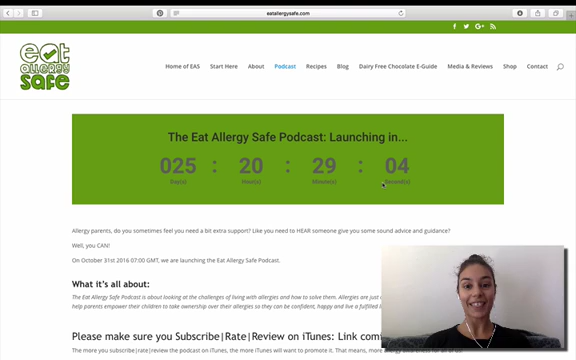 eatallergysafe.com
eat
allergy
safe
Home of EAS Start Here About Podcast Recipes Blog Dairy Free Chocolate E-Guide Media & Reviews Shop Contact
The Eat Allergy Safe Podcast: Launching in...
025 : 20 : 29 : 04
Day(s) Hour(s) Minute(s) Second(s)
Allergy parents, do you sometimes feel you need a bit extra support? Like you need to HEAR someone give you some sound advice and guidance?
Well, you CAN!
On October 31st 2016 07:00 GMT, we are launching the Eat Allergy Safe Podcast.
What it's all about:
The Eat Allergy Safe Podcast is about looking at the challenges of living with allergies and how to solve them. Allergies are just
help parents empower their children to take ownership over their allergies so they can be confident, happy and live a fulfilled
Please make sure you Subscribe|Rate|Review on iTunes: Link
The more you subscribe|rate|review the podcast on iTunes, the more iTunes will want to promote it. That means, more